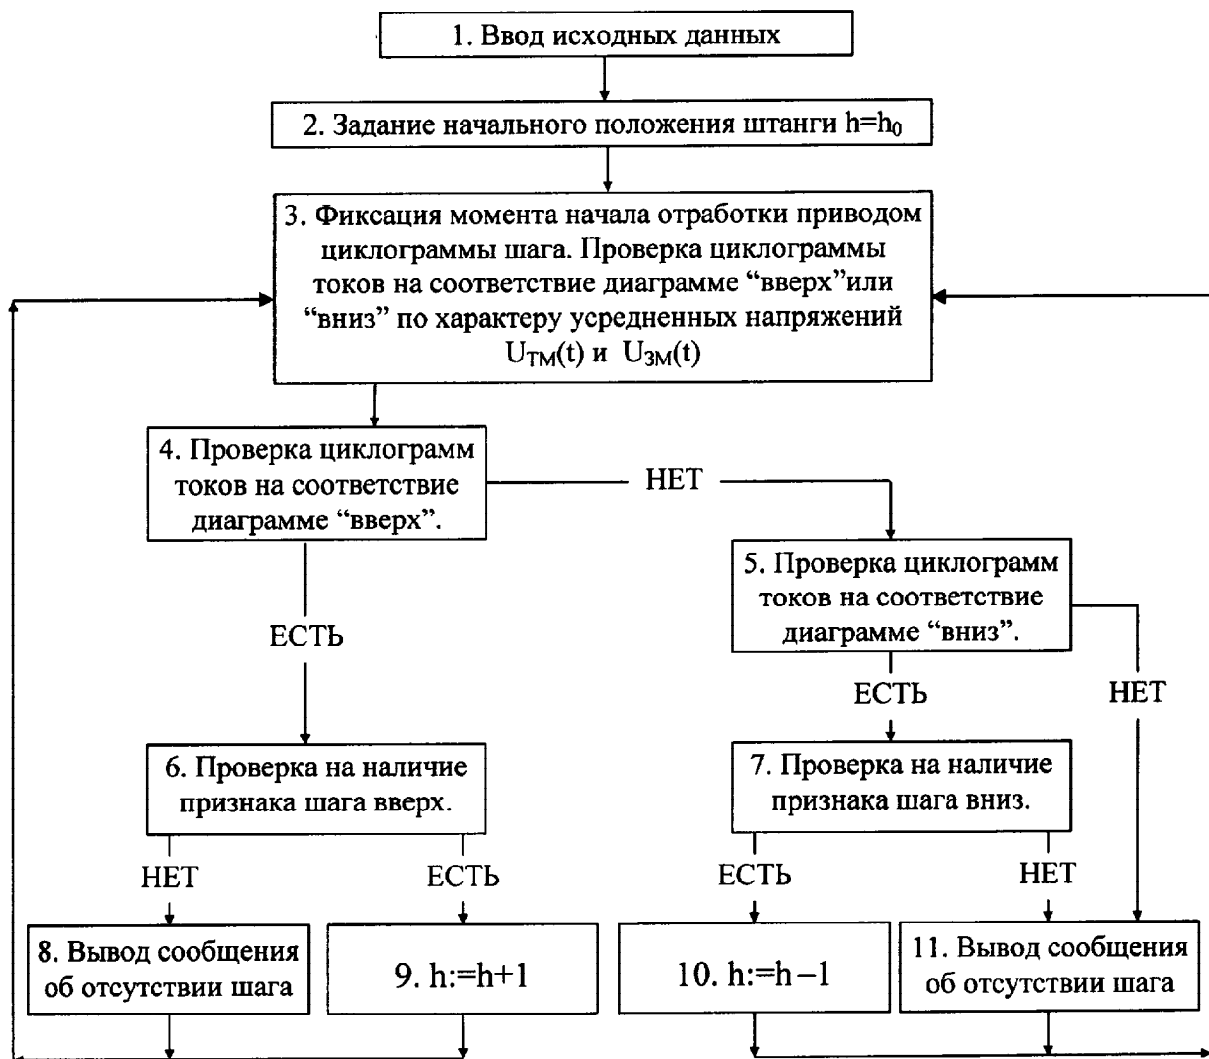 1. Ввод исходных данных
2. Задание начального положения штанги h=h₀
3. Фиксация момента начала отработки приводом
циклограммы шага. Проверка циклограммы
токов на соответствие диаграмме “вверх”или
“вниз” по характеру усредненных напряжений
UТМ(t) и UЗМ(t)
4. Проверка циклограмм
токов на соответствие
диаграмме “вверх”.
НЕТ
5. Проверка циклограмм
токов на соответствие
диаграмме “вниз”.
ЕСТЬ
ЕСТЬ
НЕТ
6. Проверка на наличие
признака шага вверх.
7. Проверка на наличие
признака шага вниз.
НЕТ
ЕСТЬ
ЕСТЬ
НЕТ
8. Вывод сообщения
об отсутствии шага
9. h:=h+1
10. h:=h−1
11. Вывод сообщения
об отсутствии шага